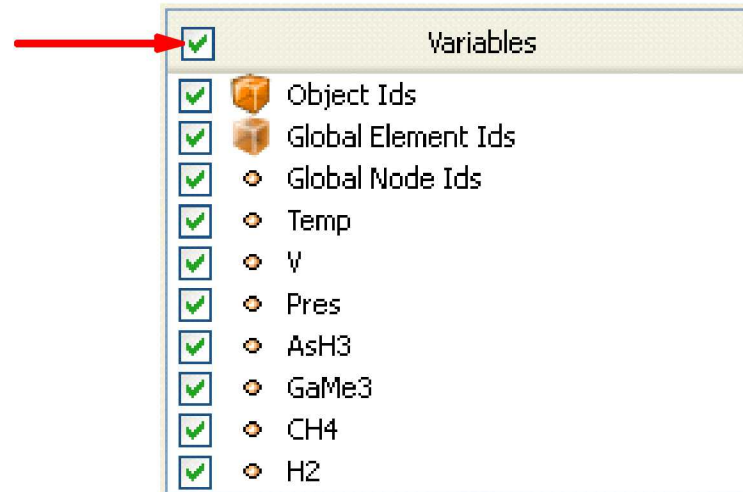 Variables
Object Ids
Global Element Ids
Global Node Ids
Temp
V
Pres
AsH3
GaMe3
CH4
H2